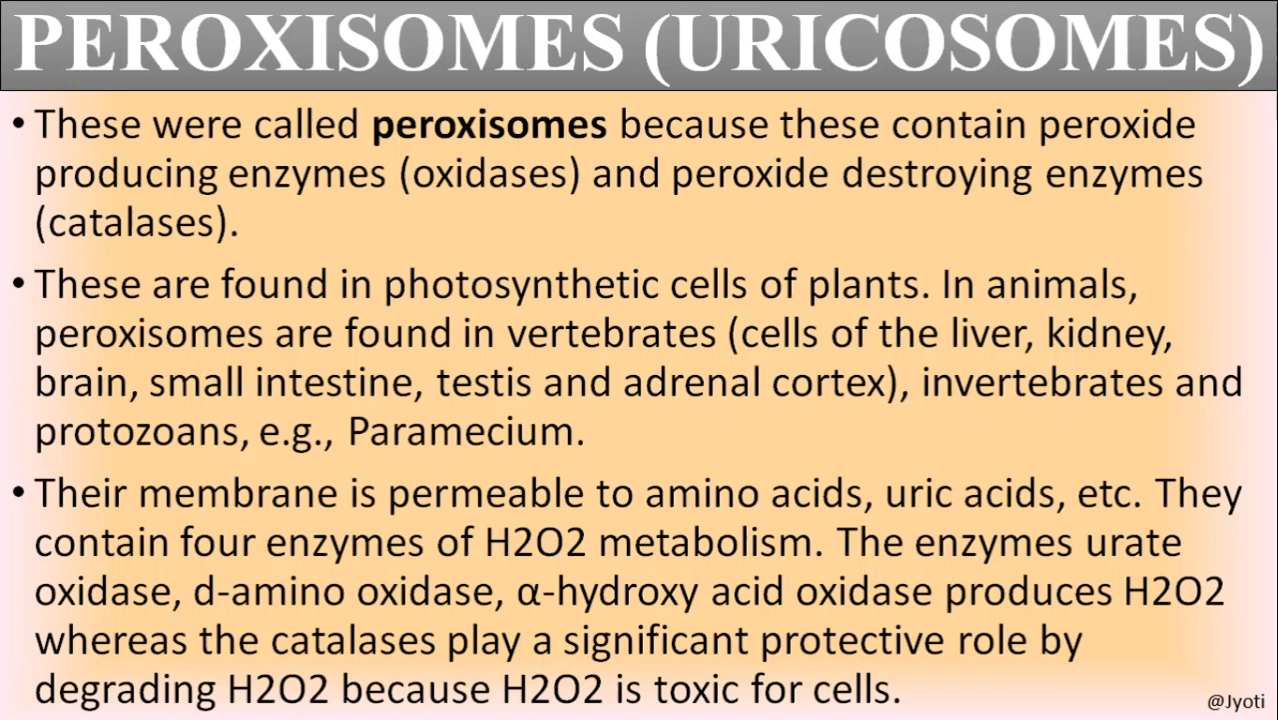 PEROXISOMES (URICOSOMES)
• These were called peroxisomes because these contain peroxide
producing enzymes (oxidases) and peroxide destroying enzymes
(catalases).
• These are found in photosynthetic cells of plants. In animals,
peroxisomes are found in vertebrates (cells of the liver, kidney,
brain, small intestine, testis and adrenal cortex), invertebrates and
protozoans, e.g., Paramecium.
• Their membrane is permeable to amino acids, uric acids, etc. They
contain four enzymes of H2O2 metabolism. The enzymes urate
oxidase, d-amino oxidase, α-hydroxy acid oxidase produces H2O2
whereas the catalases play a significant protective role by
degrading H2O2 because H2O2 is toxic for cells.
@Jyoti